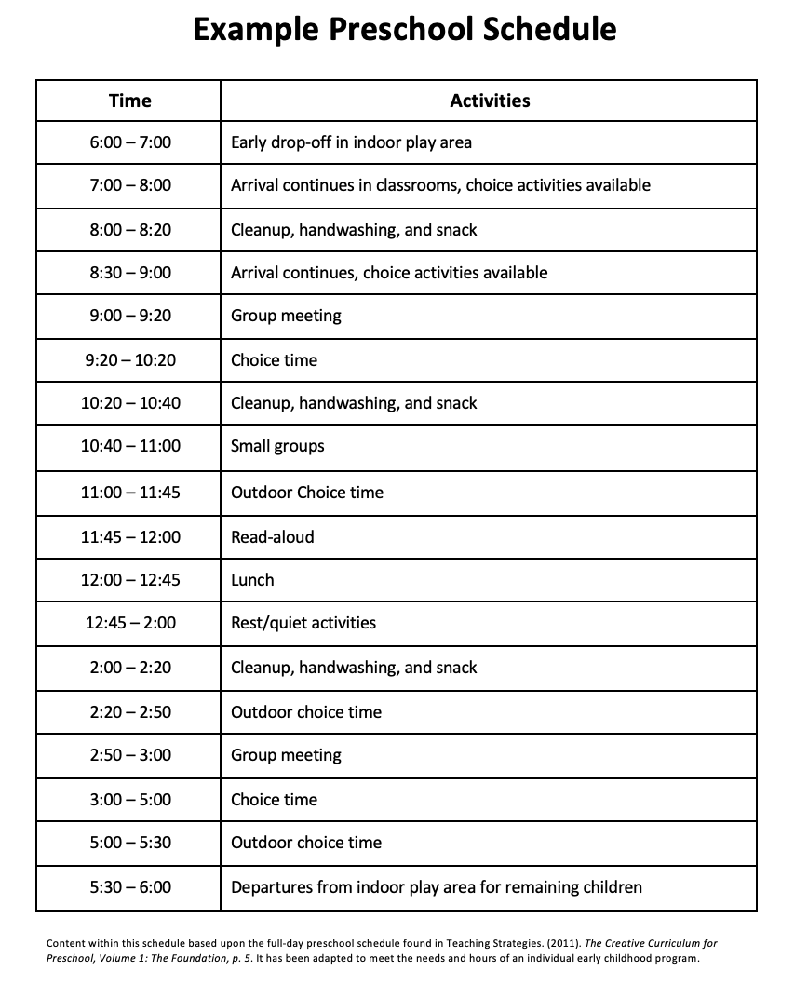 Example Preschool Schedule
Time Activities
6:00 – 7:00 Early drop-off in indoor play area
7:00 – 8:00 Arrival continues in classrooms, choice activities available
8:00 – 8:20 Cleanup, handwashing, and snack
8:30 – 9:00 Arrival continues, choice activities available
9:00 – 9:20 Group meeting
9:20 – 10:20 Choice time
10:20 – 10:40 Cleanup, handwashing, and snack
10:40 – 11:00 Small groups
11:00 – 11:45 Outdoor Choice time
11:45 – 12:00 Read-aloud
12:00 – 12:45 Lunch
12:45 – 2:00 Rest/quiet activities
2:00 – 2:20 Cleanup, handwashing, and snack
2:20 – 2:50 Outdoor choice time
2:50 – 3:00 Group meeting
3:00 – 5:00 Choice time
5:00 – 5:30 Outdoor choice time
5:30 – 6:00 Departures from indoor play area for remaining children
Content within this schedule based upon the full-day preschool schedule found in Teaching Strategies. (2011). The Creative Curriculum for
Preschool, Volume 1: The Foundation, p. 5. It has been adapted to meet the needs and hours of an individual early childhood program.